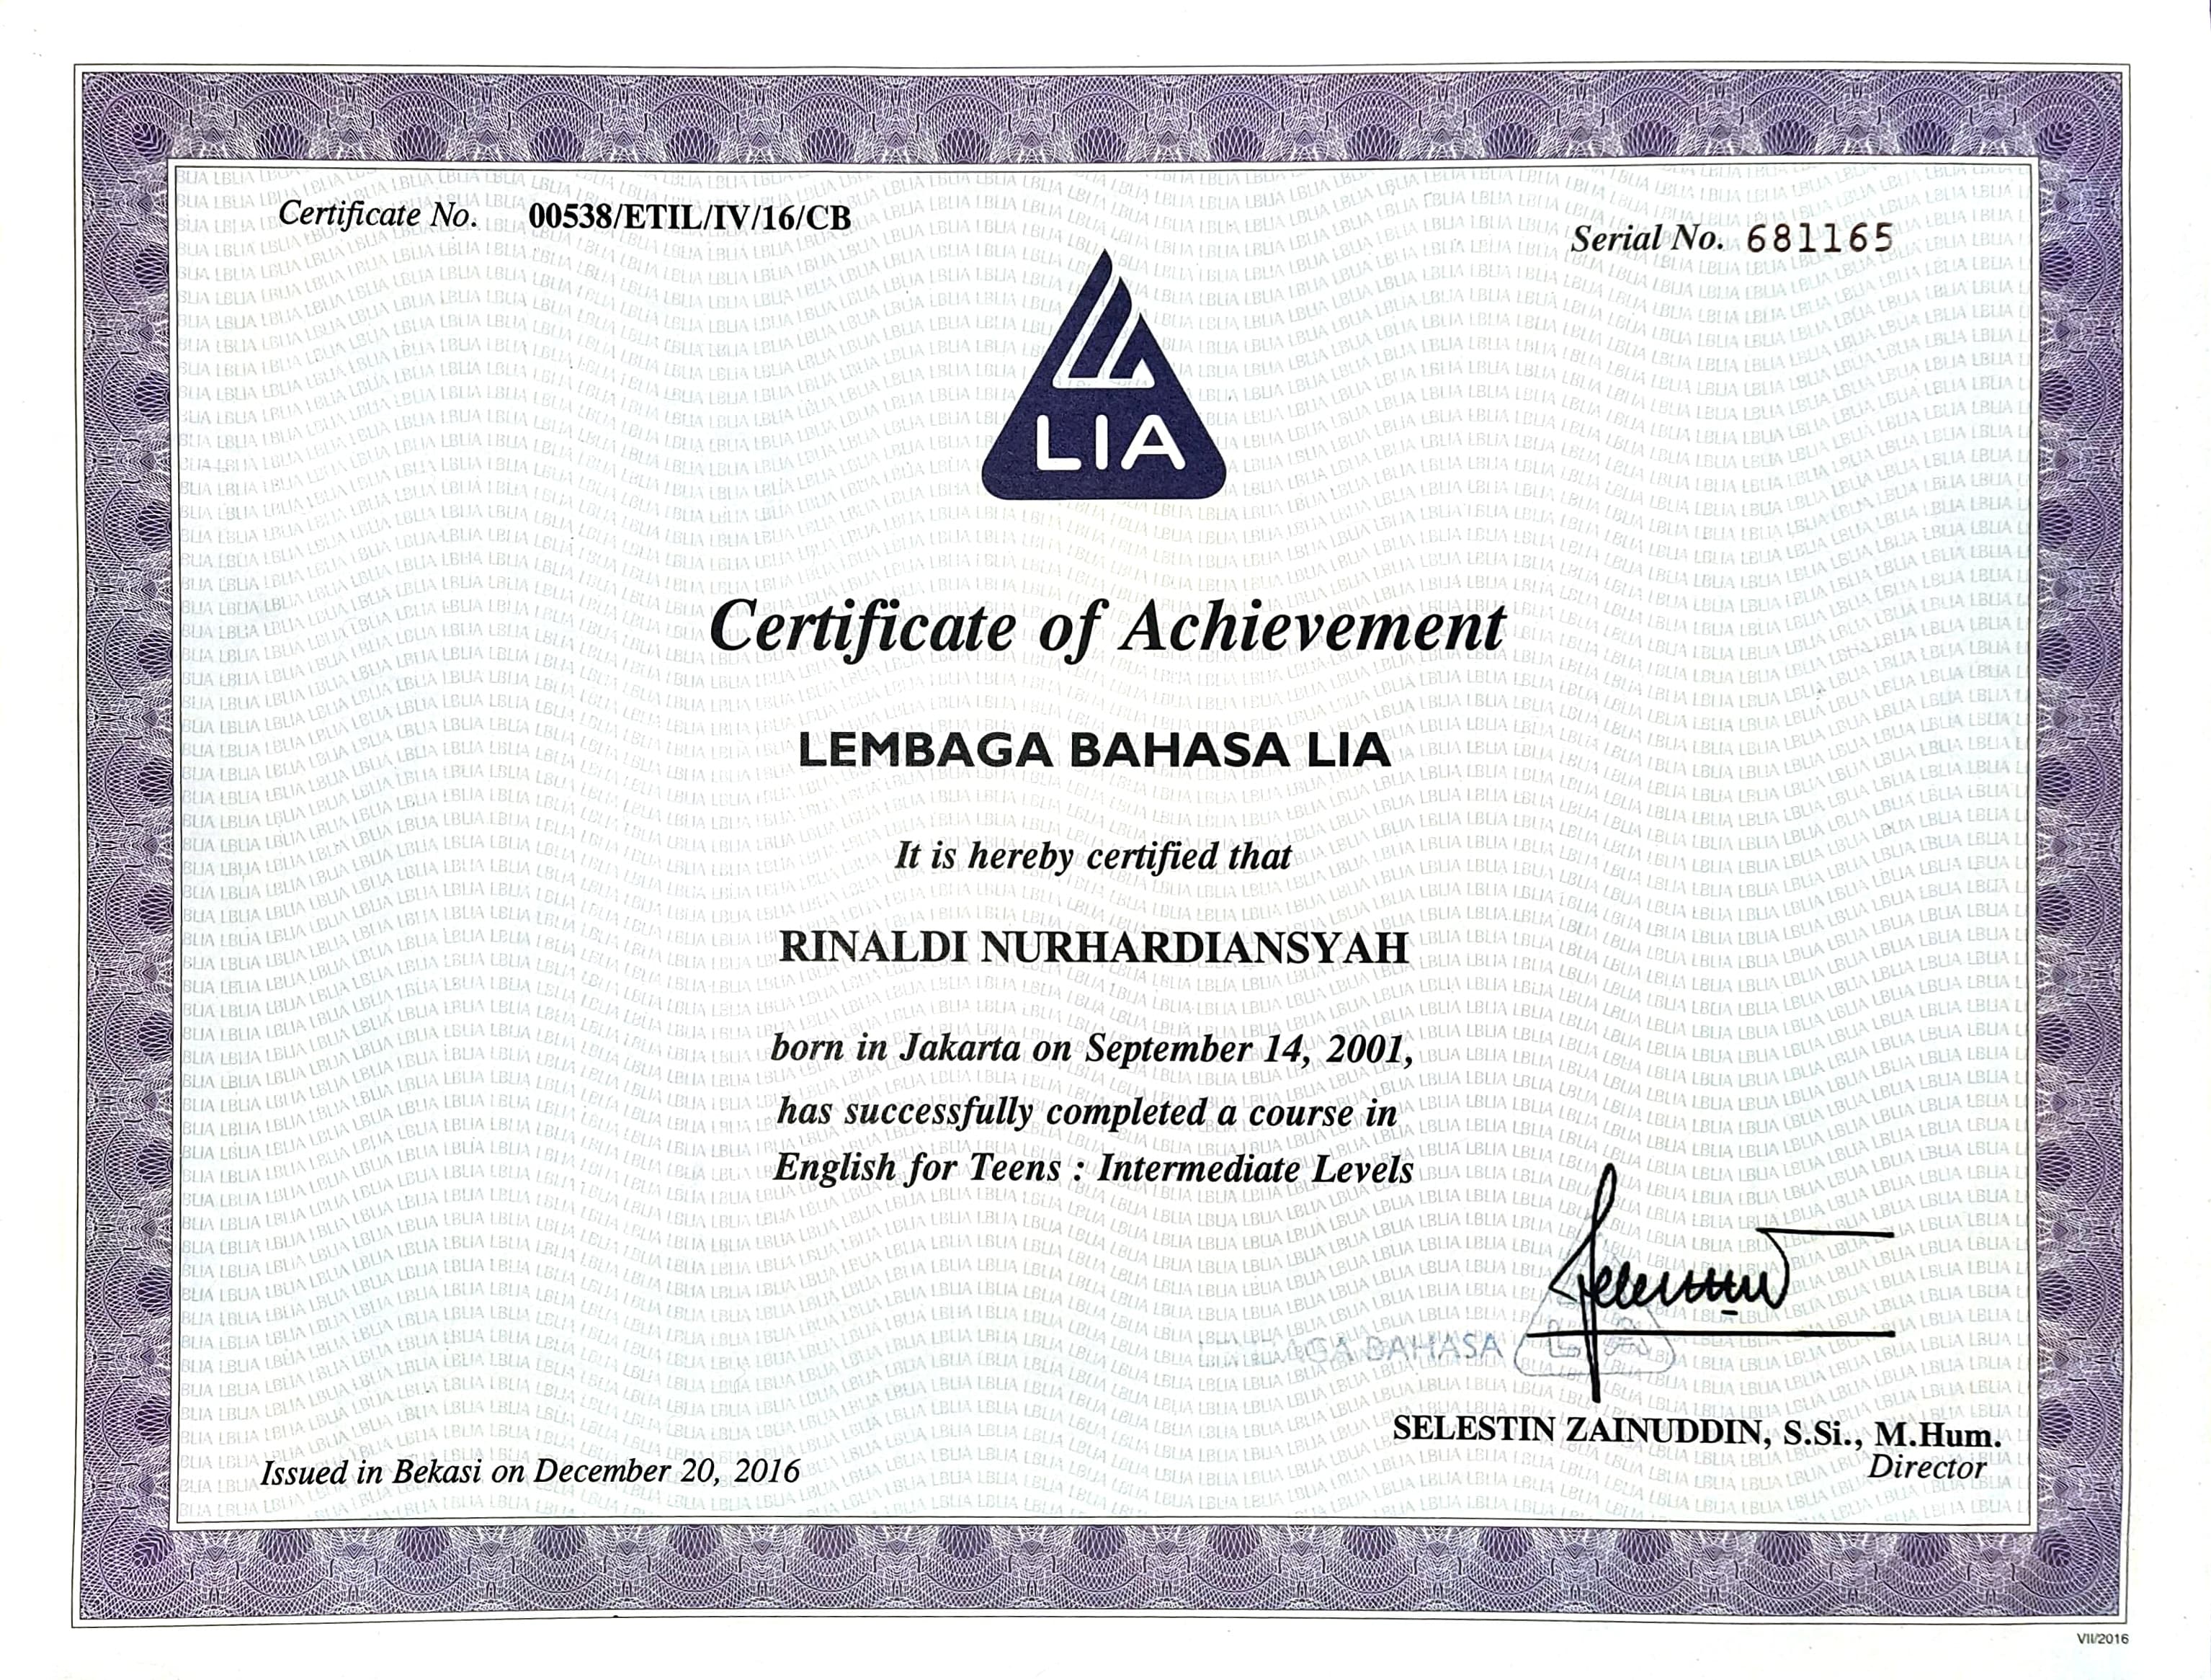 Certificate No. 00538/ETIL/IV/16/CB
Serial No. 681165
LIA
Certificate of Achievement
LEMBAGA BAHASA LIA
It is hereby certified that
RINALDI NURHARDIANSYAH
born in Jakarta on September 14, 2001,
has successfully completed a course in
English for Teens : Intermediate Levels
BAHASA
SELESTIN ZAINUDDIN, S.Si., M.Hum.
Director
Issued in Bekasi on December 20, 2016
VII/2016